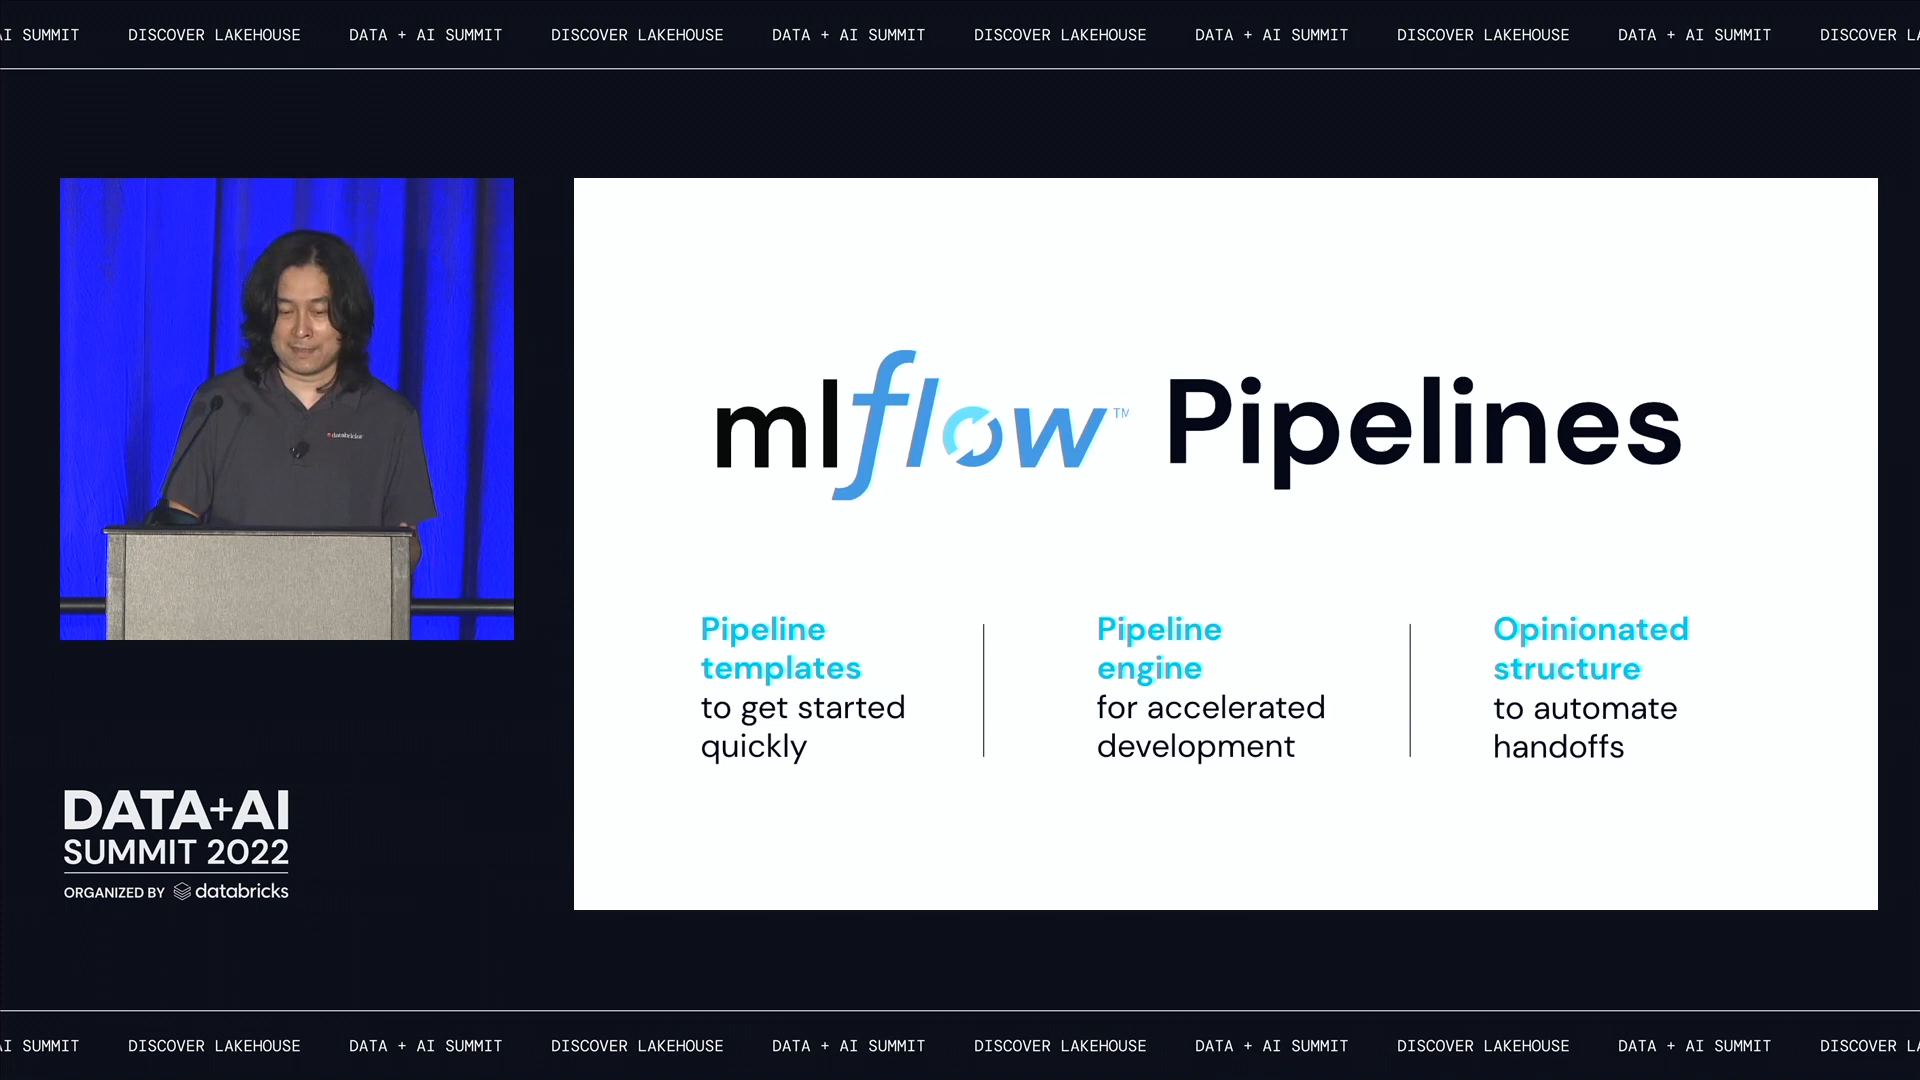 AI SUMMIT DISCOVER LAKEHOUSE DATA + AI SUMMIT DISCOVER LAKEHOUSE DATA + AI SUMMIT DISCOVER LAKEHOUSE DATA + AI SUMMIT DISCOVER LAKEHOUSE DATA + AI SUMMIT DISCOVER LA
databricks
mlflow™ Pipelines
Pipeline
templates
to get started
quickly
Pipeline
engine
for accelerated
development
Opinionated
structure
to automate
handoffs
DATA+AI
SUMMIT 2022
ORGANIZED BY databricks
AI SUMMIT DISCOVER LAKEHOUSE DATA + AI SUMMIT DISCOVER LAKEHOUSE DATA + AI SUMMIT DISCOVER LAKEHOUSE DATA + AI SUMMIT DISCOVER LAKEHOUSE DATA + AI SUMMIT DISCOVER LA